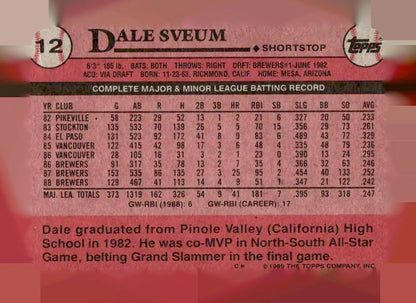 12
DALE SVEUM
SHORTSTOP
TOPPS
6'3" 185 lb. BATS: BOTH THROWS: RIGHT DRFT: BREWERS #1-JUNE 1982
ACQ: VIA DRAFT BORN: 11-23-63, RICHMOND, CALIF. HOME: MESA, ARIZONA
COMPLETE MAJOR & MINOR LEAGUE BATTING RECORD
YR CLUB G AB R H 2B 3B HR RBI SB SLG BB SO AVG
82 PIKEVILLE 58 223 29 52 13 1 2 21 6 .327 20 50 .233
83 STOCKTON 135 533 70 139 26 5 5 70 15 .356 29 73 .261
84 EL PASO 131 523 92 172 41 8 9 84 6 .489 43 72 .329
85 VANCOUVER 122 415 42 98 17 3 6 48 4 .335 48 79 .236
86 VANCOUVER 28 105 16 31 3 2 1 23 0 .390 13 22 .295
86 BREWERS 91 317 35 78 13 2 7 35 4 .366 32 63 .246
87 BREWERS 153 535 86 135 27 3 25 95 2 .454 40 133 .252
88 BREWERS 129 467 41 113 14 4 9 51 1 .347 21 122 .242
MAJ. LEA. TOTALS 373 1319 162 326 54 9 41 181 7 .395 93 318 .247
GW-RBI (1988): 6 GW-RBI (CAREER): 17
Dale graduated from Pinole Valley (California) High
School in 1982. He was co-MVP in North-South All-Star
Game, belting Grand Slammer in the final game.
© 1989 THE TOPPS COMPANY, INC.